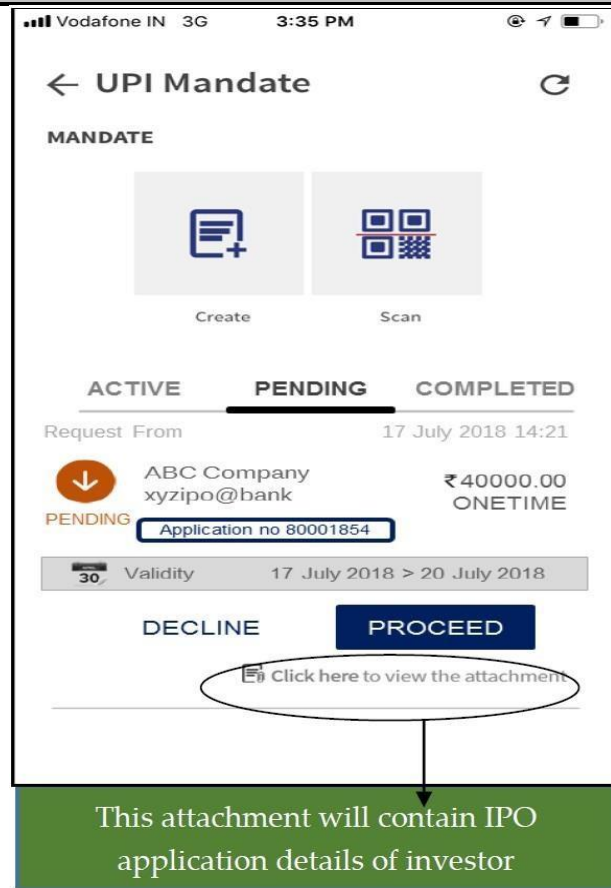 Vodafone IN 3G 3:35 PM
UPI Mandate
MANDATE
Create Scan
ACTIVE PENDING COMPLETED
Request From 17 July 2018 14:21
ABC Company ₹40000.00
xyzipo@bank ONETIME
PENDING
Application no 80001854
30 Validity 17 July 2018 > 20 July 2018
DECLINE PROCEED
Click here to view the attachment
This attachment will contain IPO
application details of investor